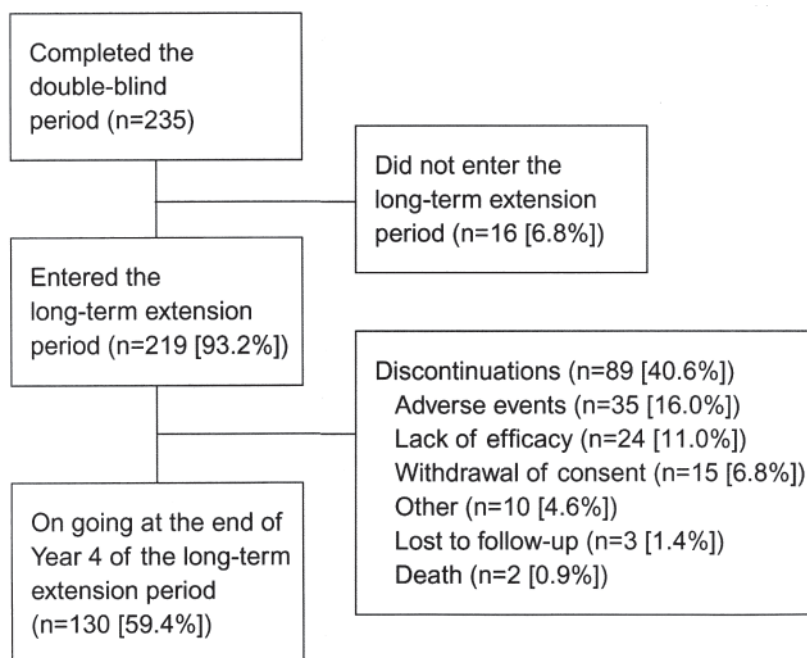 Completed the
double-blind
period (n=235)
Did not enter the
long-term extension
period (n=16 [6.8%])
Entered the
long-term extension
period (n=219 [93.2%])
Discontinuations (n=89 [40.6%])
Adverse events (n=35 [16.0%])
Lack of efficacy (n=24 [11.0%])
Withdrawal of consent (n=15 [6.8%])
Other (n=10 [4.6%])
Lost to follow-up (n=3 [1.4%])
Death (n=2 [0.9%])
On going at the end of
Year 4 of the long-term
extension period
(n=130 [59.4%])